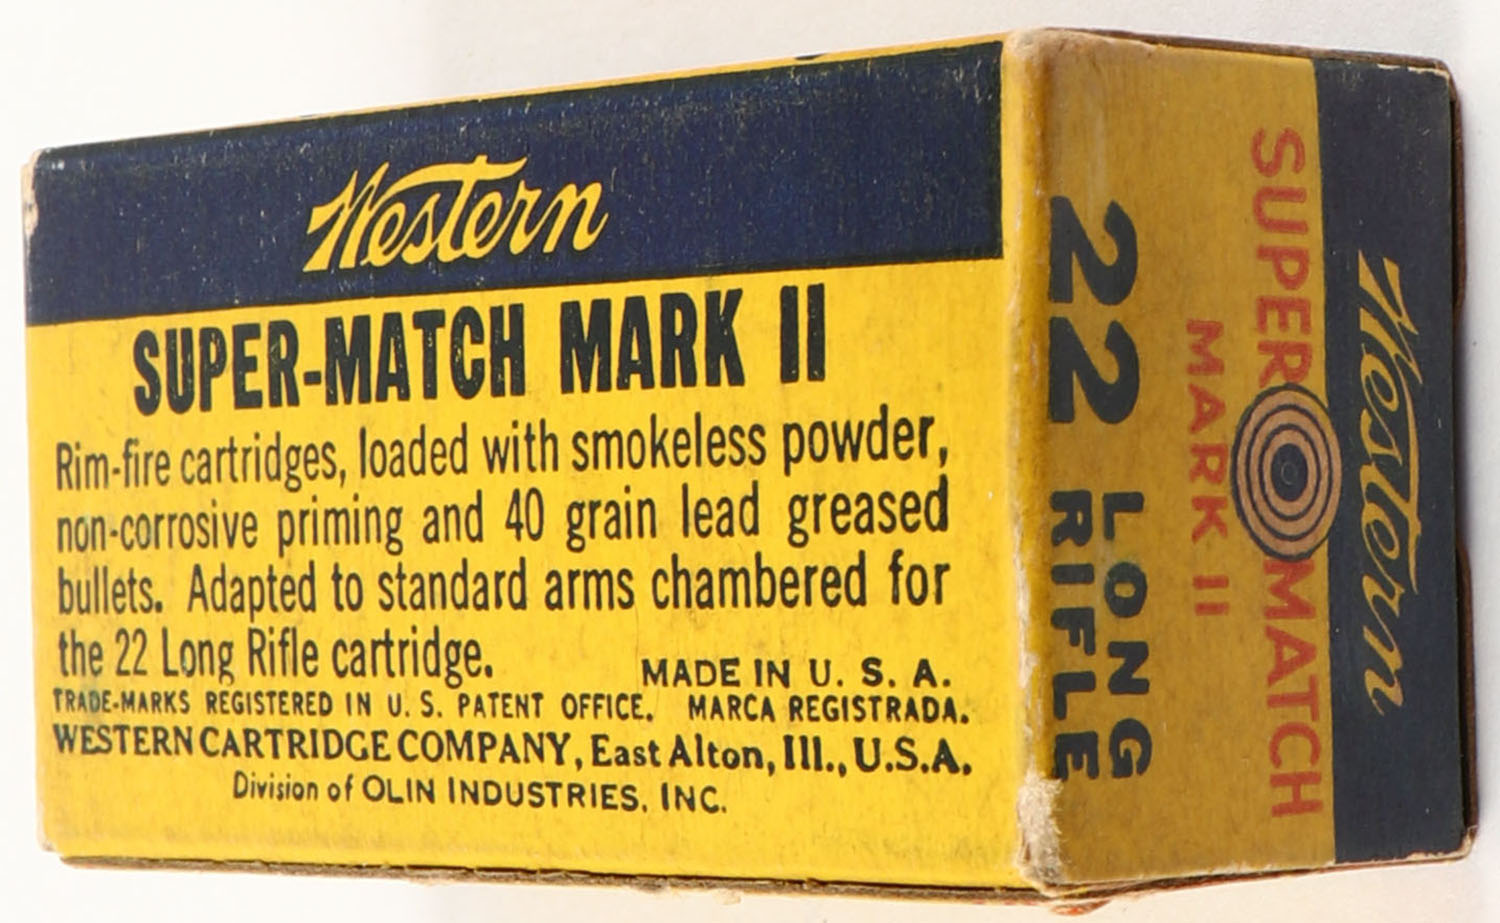 Western
SUPER-MATCH MARK II
Rim-fire cartridges, loaded with smokeless powder,
non-corrosive priming and 40 grain lead greased
bullets. Adapted to standard arms chambered for
the 22 Long Rifle cartridge.
MADE IN U. S. A.
TRADE-MARKS REGISTERED IN U. S. PATENT OFFICE. MARCA REGISTRADA.
WESTERN CARTRIDGE COMPANY, East Alton, Ill., U.S.A.
Division of OLIN INDUSTRIES, INC.
Western
SUPER MATCH
MARK II
22 LONG
RIFLE